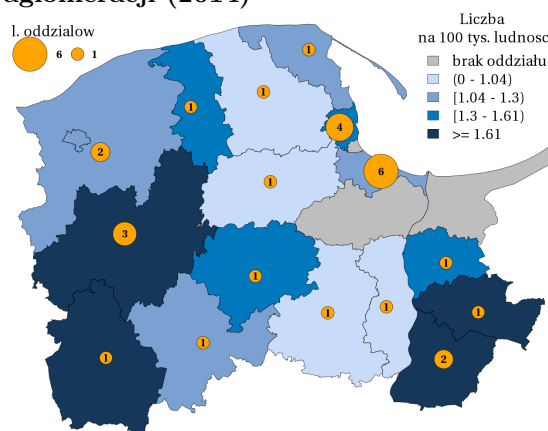 aglomeracji (2014)
l. oddzialow
6 1
Liczba
na 100 tys. ludnosc
brak oddziału
(0 - 1.04)
[1.04 - 1.3)
[1.3 - 1.61)
>= 1.61
1
1
1
4
2
6
1
3
1
1
1
1
1
1
1
2